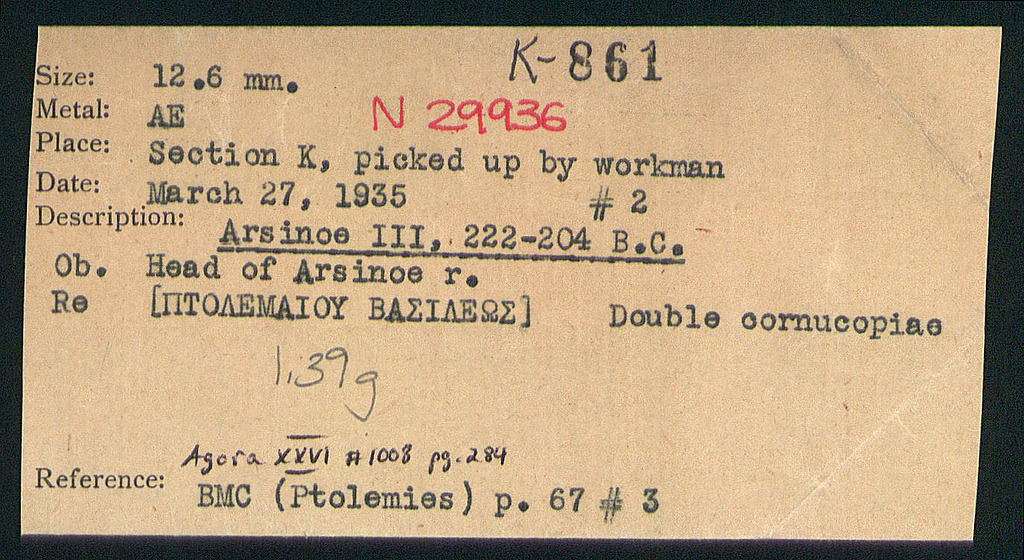 K-861
Size: 12.6 mm.
Metal: AE
N 29936
Place: Section K, picked up by workman
Date: March 27, 1935 # 2
Description: Arsinoe III, 222-204 B.C.
Ob. Head of Arsinoe r.
Re [ΠΤΟΛΕΜΑΙΟΥ ΒΑΣΙΛΕΩΣ] Double cornucopiae
1.39g
Agora XXVI #1008 pg. 284
Reference: BMC (Ptolemies) p. 67 # 3